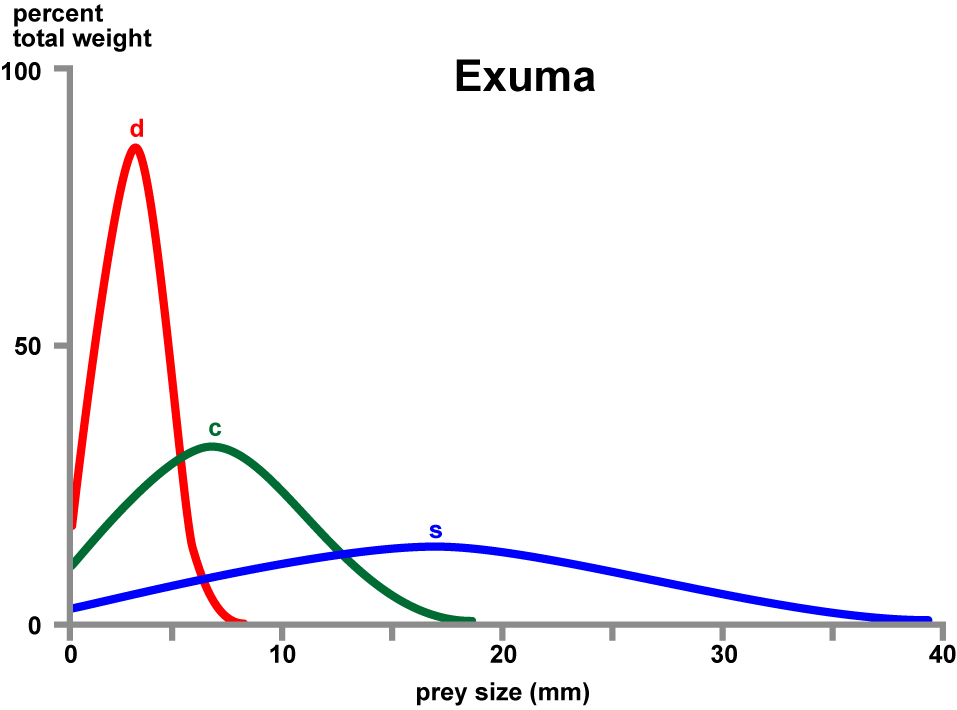 percent
total weight
Exuma
100
d
50
c
s
0
0 10 20 30 40
prey size (mm)